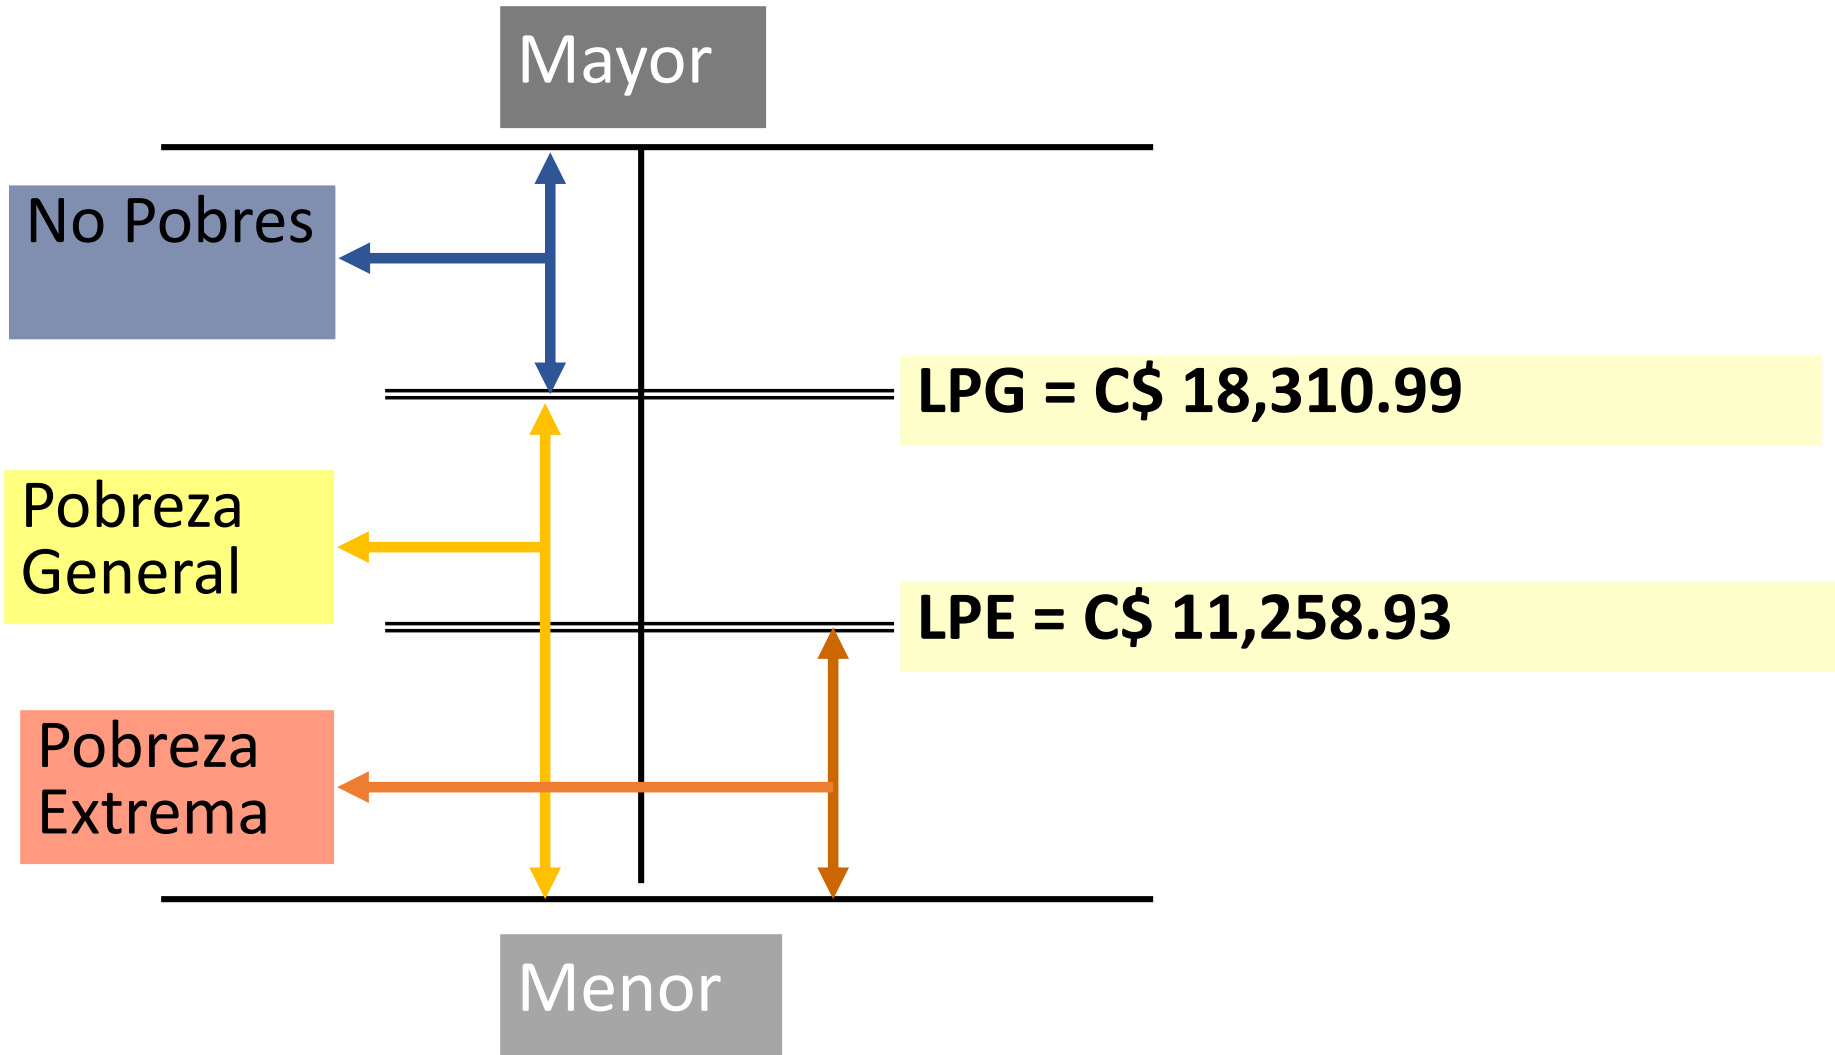 Mayor
No Pobres
LPG = C$ 18,310.99
Pobreza
General
LPE = C$ 11,258.93
Pobreza
Extrema
Menor